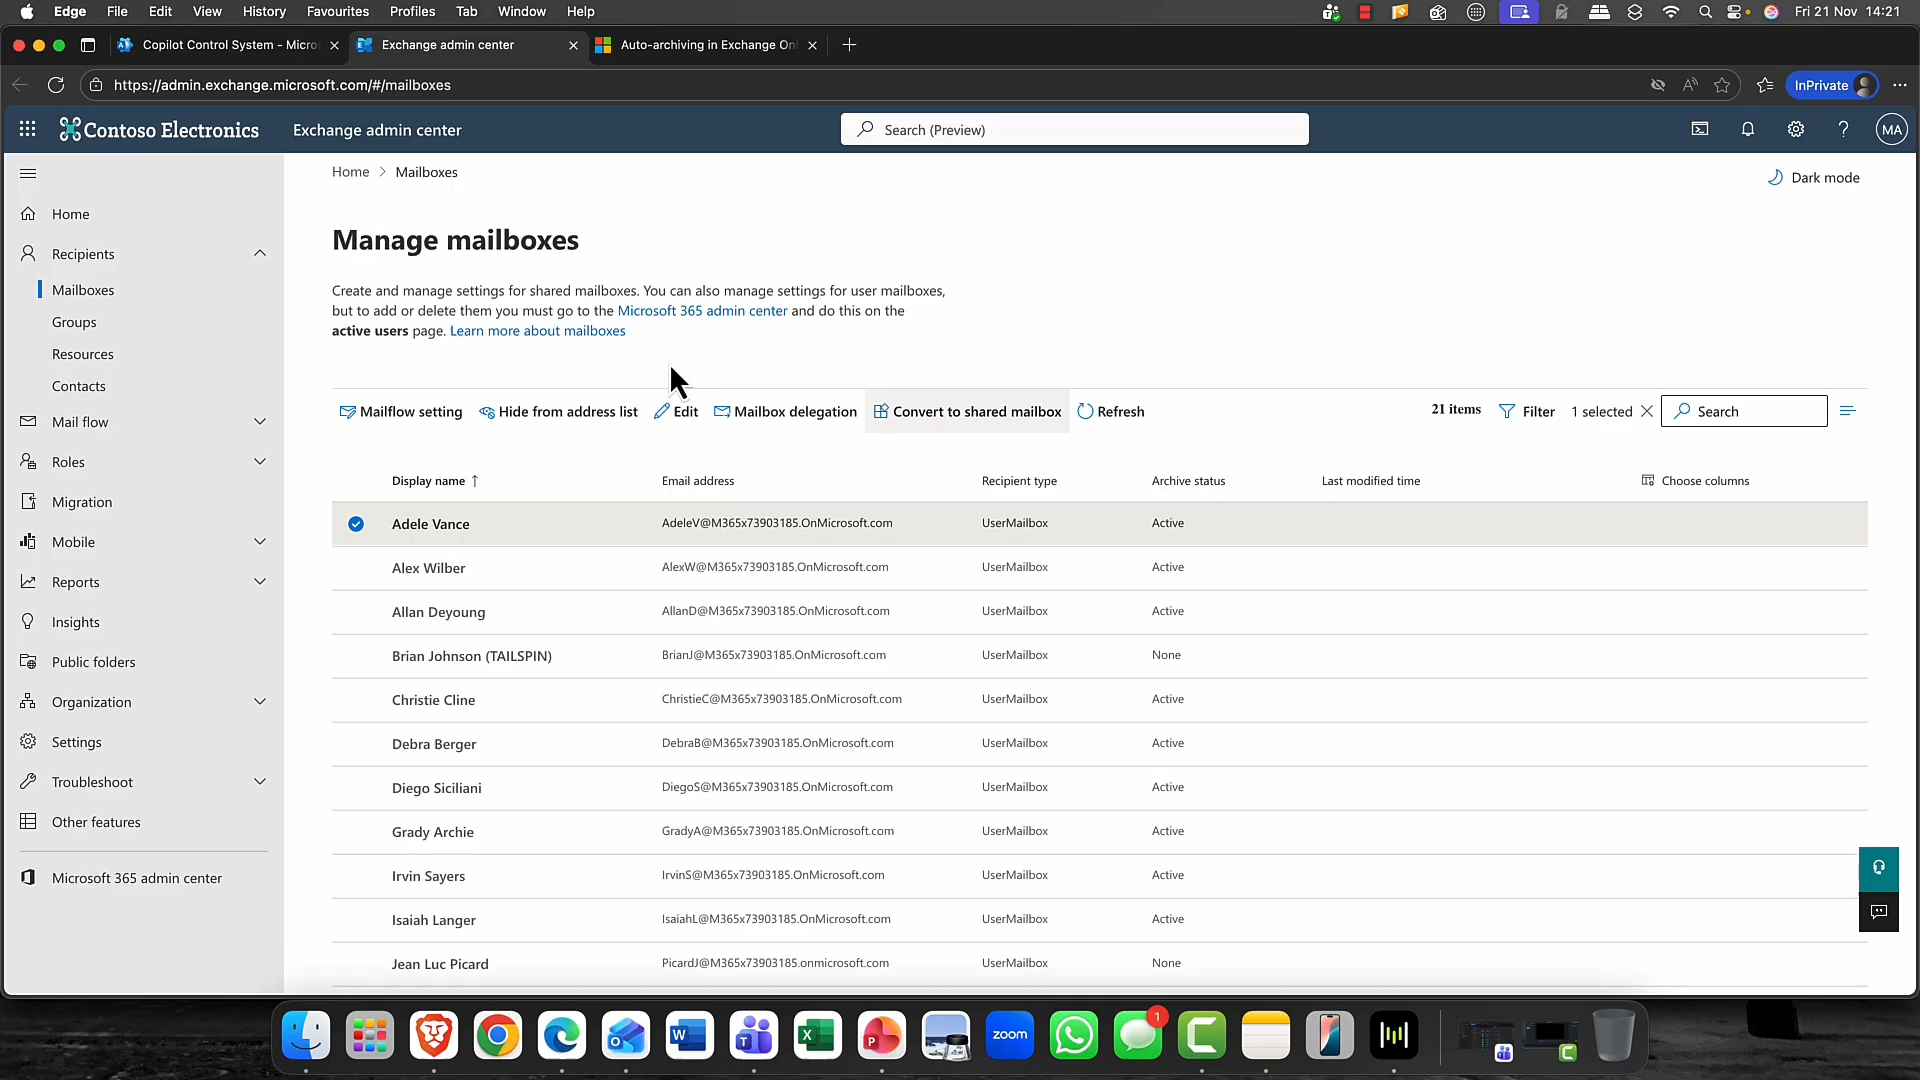 Edge File Edit View History Favourites Profiles Tab Window Help
Fri 21 Nov 14:21
Copilot Control System - Micro
Exchange admin center
Auto-archiving in Exchange Onl
https://admin.exchange.microsoft.com/#/mailboxes
InPrivate
Contoso Electronics
Exchange admin center
Search (Preview)
MA
Home > Mailboxes
Dark mode
Home
Recipients
Mailboxes
Groups
Resources
Contacts
Mail flow
Roles
Migration
Mobile
Reports
Insights
Public folders
Organization
Settings
Troubleshoot
Other features
Microsoft 365 admin center
Manage mailboxes
Create and manage settings for shared mailboxes. You can also manage settings for user mailboxes,
but to add or delete them you must go to the Microsoft 365 admin center and do this on the
active users page. Learn more about mailboxes
Mailflow setting Hide from address list Edit Mailbox delegation Convert to shared mailbox Refresh
21 items Filter 1 selected Search
Display name ↑ Email address Recipient type Archive status Last modified time Choose columns
Adele Vance AdeleV@M365x73903185.OnMicrosoft.com UserMailbox Active
Alex Wilber AlexW@M365x73903185.OnMicrosoft.com UserMailbox Active
Allan Deyoung AllanD@M365x73903185.OnMicrosoft.com UserMailbox Active
Brian Johnson (TAILSPIN) BrianJ@M365x73903185.OnMicrosoft.com UserMailbox None
Christie Cline ChristieC@M365x73903185.OnMicrosoft.com UserMailbox Active
Debra Berger DebraB@M365x73903185.OnMicrosoft.com UserMailbox Active
Diego Siciliani DiegoS@M365x73903185.OnMicrosoft.com UserMailbox Active
Grady Archie GradyA@M365x73903185.OnMicrosoft.com UserMailbox Active
Irvin Sayers IrvinS@M365x73903185.OnMicrosoft.com UserMailbox Active
Isaiah Langer IsaiahL@M365x73903185.OnMicrosoft.com UserMailbox Active
Jean Luc Picard PicardJ@M365x73903185.onmicrosoft.com UserMailbox None
zoom
1